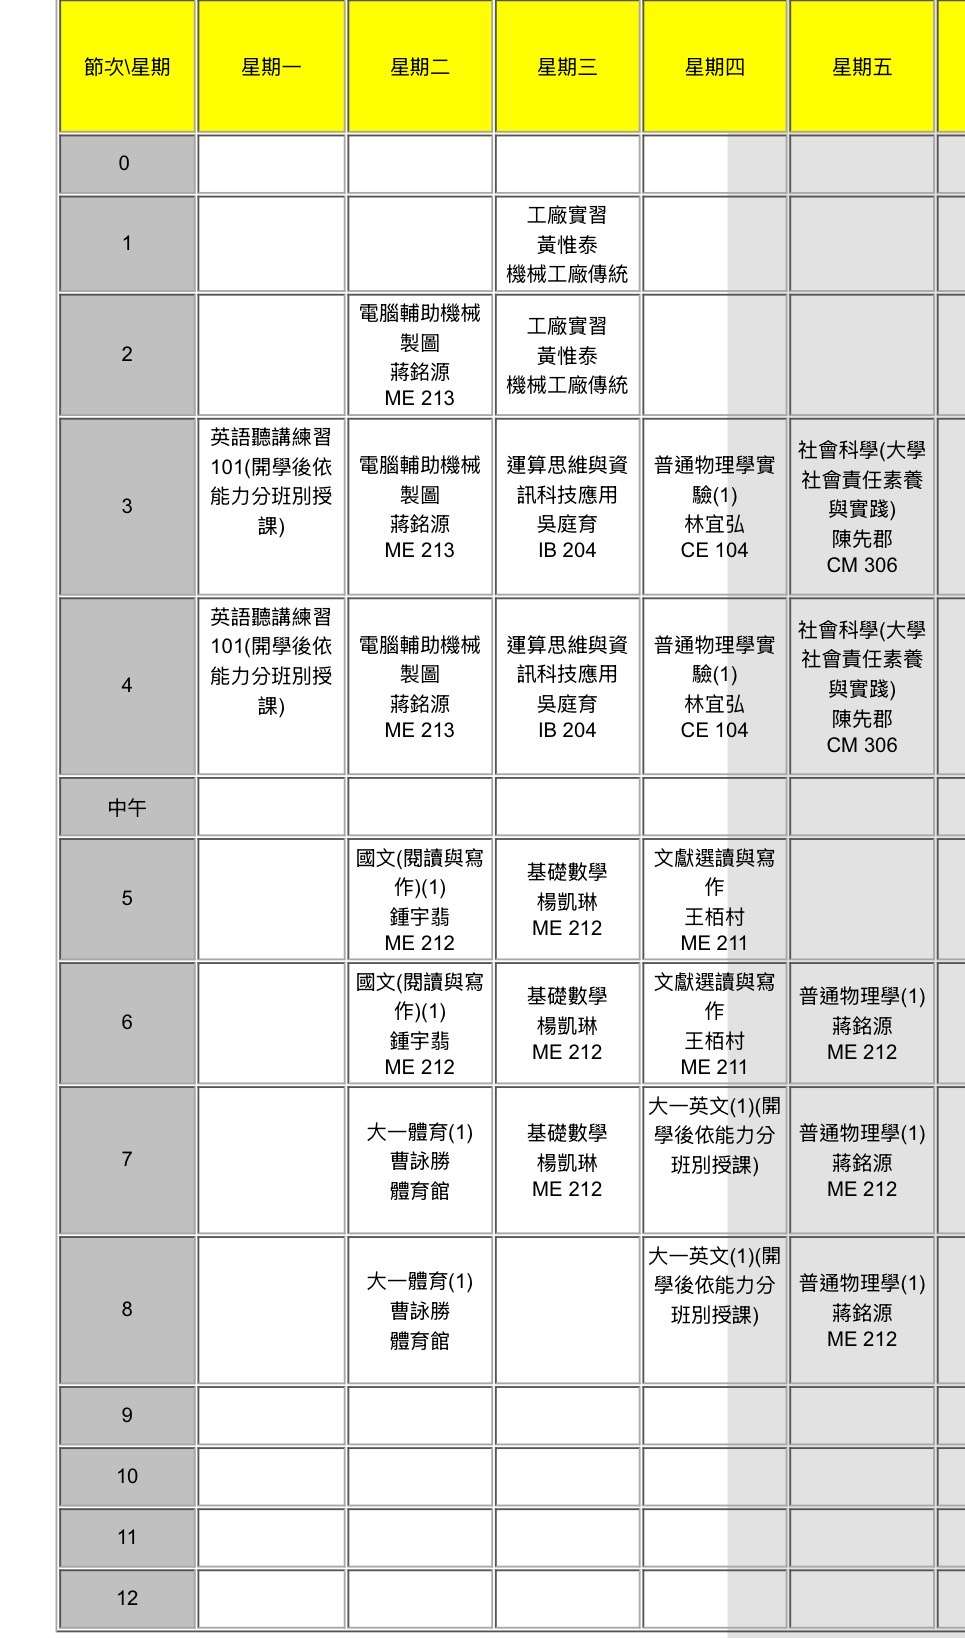 節次\星期
星期一
星期二
星期三
星期四
星期五
0
1
工廠實習
黃惟泰
機械工廠傳統
2
電腦輔助機械
製圖
蔣銘源
ME 213
工廠實習
黃惟泰
機械工廠傳統
3
英語聽講練習
101(開學後依
能力分班別授
課)
電腦輔助機械
製圖
蔣銘源
ME 213
運算思維與資
訊科技應用
吳庭育
IB 204
普通物理學實
驗(1)
林宜弘
CE 104
社會科學(大學
社會責任素養
與實踐)
陳先郡
CM 306
4
英語聽講練習
101(開學後依
能力分班別授
課)
電腦輔助機械
製圖
蔣銘源
ME 213
運算思維與資
訊科技應用
吳庭育
IB 204
普通物理學實
驗(1)
林宜弘
CE 104
社會科學(大學
社會責任素養
與實踐)
陳先郡
CM 306
中午
5
國文(閱讀與寫
作)(1)
鍾宇翡
ME 212
基礎數學
楊凱琳
ME 212
文獻選讀與寫
作
王栢村
ME 211
6
國文(閱讀與寫
作)(1)
鍾宇翡
ME 212
基礎數學
楊凱琳
ME 212
文獻選讀與寫
作
王栢村
ME 211
普通物理學(1)
蔣銘源
ME 212
7
大一體育(1)
曹詠勝
體育館
基礎數學
楊凱琳
ME 212
大一英文(1)(開
學後依能力分
班別授課)
普通物理學(1)
蔣銘源
ME 212
8
大一體育(1)
曹詠勝
體育館
大一英文(1)(開
學後依能力分
班別授課)
普通物理學(1)
蔣銘源
ME 212
9
10
11
12